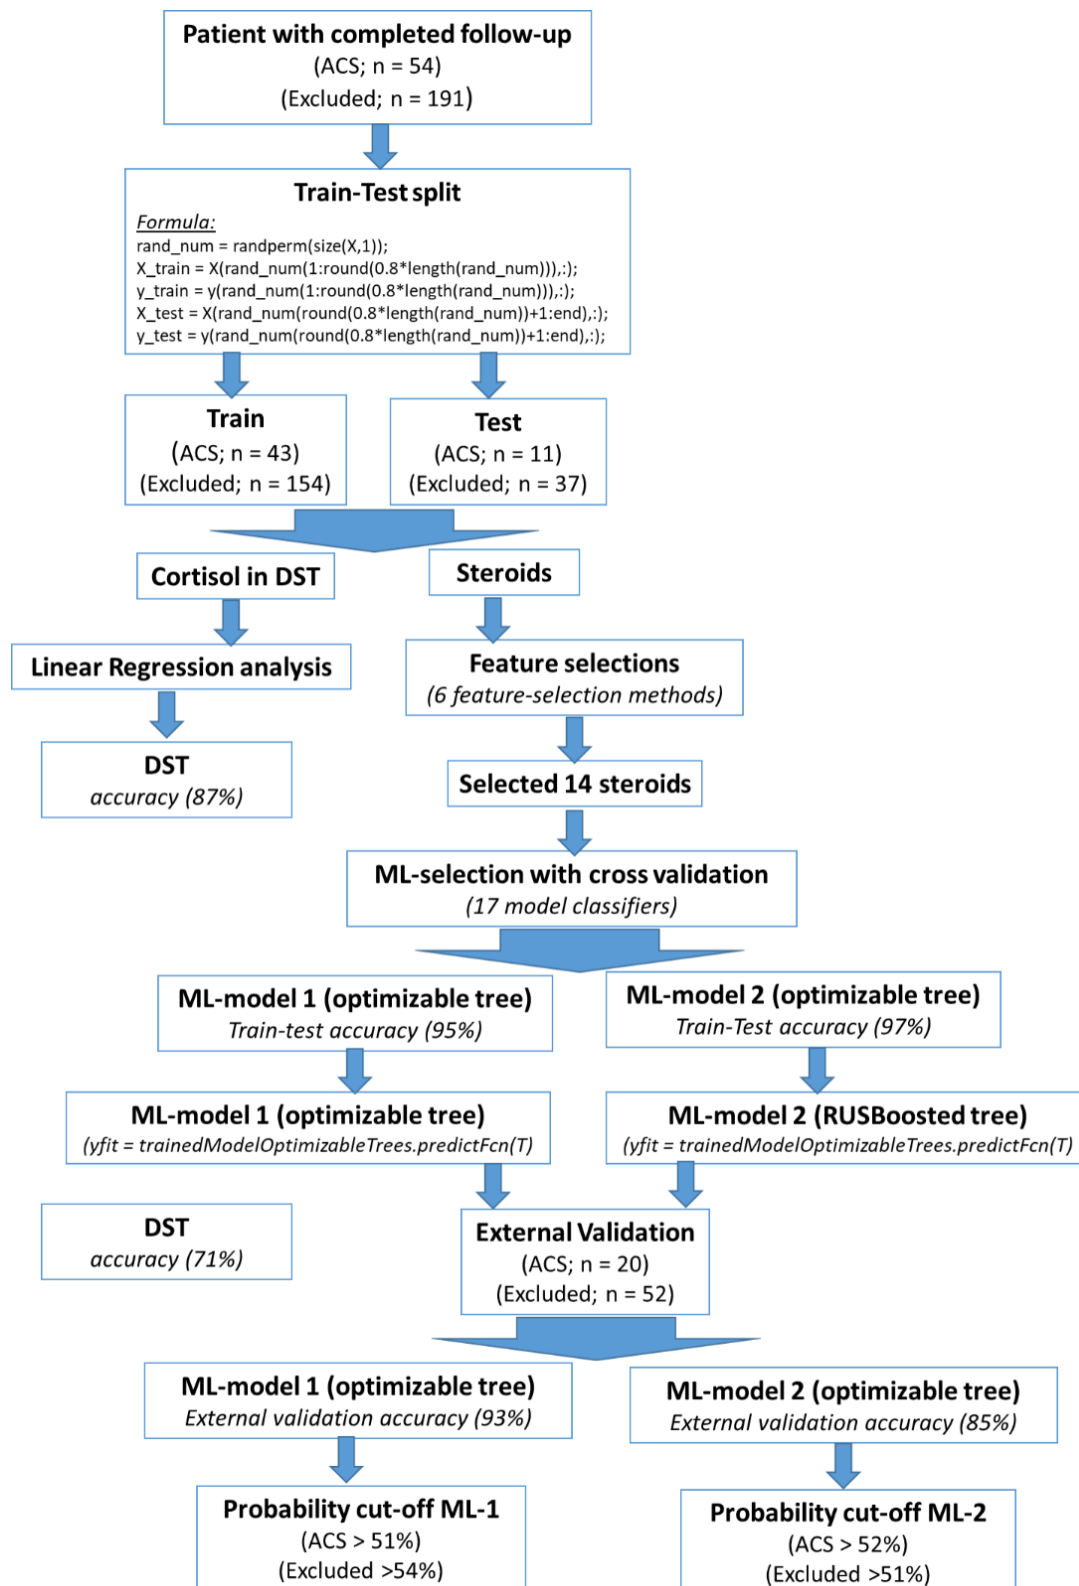 Patient with completed follow-up
(ACS; n = 54)
(Excluded; n = 191)
Train-Test split
Formula:
rand_num = randperm(size(X,1));
X_train = X(rand_num(1:round(0.8*length(rand_num))),:);
y_train = y(rand_num(1:round(0.8*length(rand_num))),:);
X_test = X(rand_num(round(0.8*length(rand_num))+1:end),:);
y_test = y(rand_num(round(0.8*length(rand_num))+1:end),:);
Train
(ACS; n = 43)
(Excluded; n = 154)
Test
(ACS; n = 11)
(Excluded; n = 37)
Cortisol in DST
Steroids
Linear Regression analysis
Feature selections
(6 feature-selection methods)
DST
accuracy (87%)
Selected 14 steroids
ML-selection with cross validation
(17 model classifiers)
ML-model 1 (optimizable tree)
Train-test accuracy (95%)
ML-model 2 (optimizable tree)
Train-Test accuracy (97%)
ML-model 1 (optimizable tree)
(yfit = trainedModelOptimizableTrees.predictFcn(T)
ML-model 2 (RUSBoosted tree)
(yfit = trainedModelOptimizableTrees.predictFcn(T)
DST
accuracy (71%)
External Validation
(ACS; n = 20)
(Excluded; n = 52)
ML-model 1 (optimizable tree)
External validation accuracy (93%)
ML-model 2 (optimizable tree)
External validation accuracy (85%)
Probability cut-off ML-1
(ACS > 51%)
(Excluded >54%)
Probability cut-off ML-2
(ACS > 52%)
(Excluded >51%)